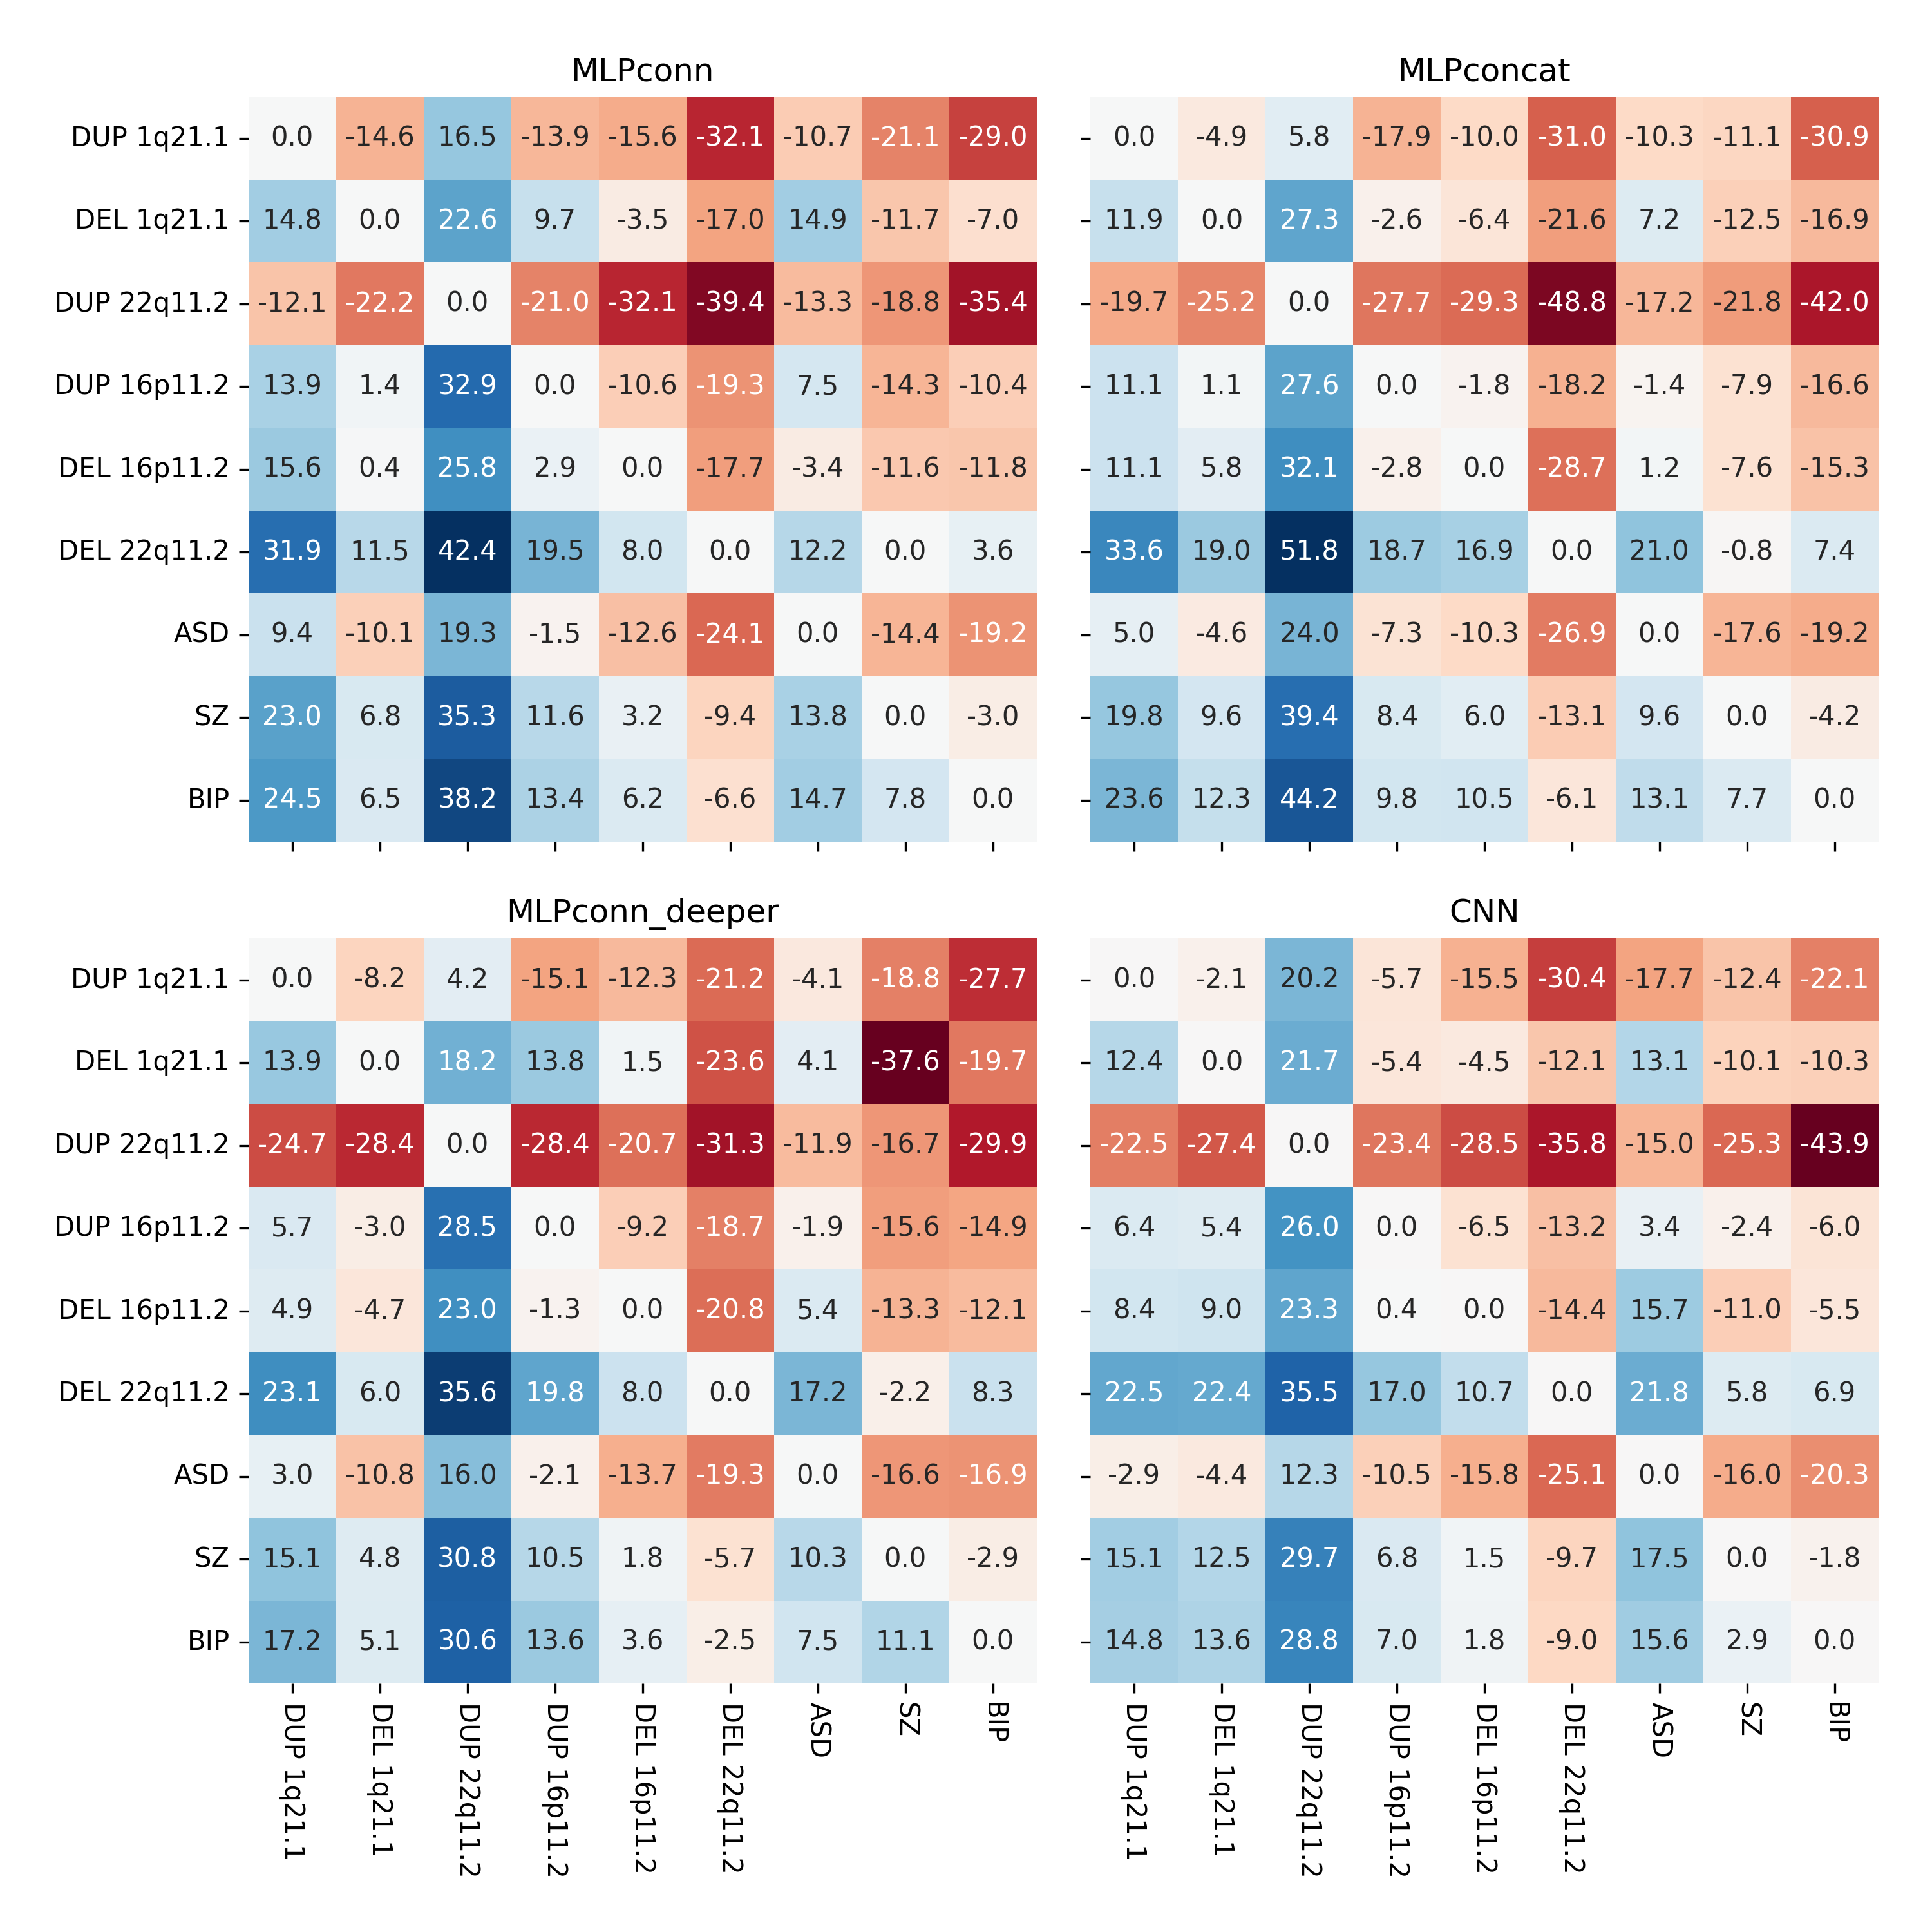 MLPconn MLPconcat
DUP 1q21.1 0.0 -14.6 16.5 -13.9 -15.6 -32.1 -10.7 -21.1 -29.0 0.0 -4.9 5.8 -17.9 -10.0 -31.0 -10.3 -11.1 -30.9
DEL 1q21.1 14.8 0.0 22.6 9.7 -3.5 -17.0 14.9 -11.7 -7.0 11.9 0.0 27.3 -2.6 -6.4 -21.6 7.2 -12.5 -16.9
DUP 22q11.2 -12.1 -22.2 0.0 -21.0 -32.1 -39.4 -13.3 -18.8 -35.4 -19.7 -25.2 0.0 -27.7 -29.3 -48.8 -17.2 -21.8 -42.0
DUP 16p11.2 13.9 1.4 32.9 0.0 -10.6 -19.3 7.5 -14.3 -10.4 11.1 1.1 27.6 0.0 -1.8 -18.2 -1.4 -7.9 -16.6
DEL 16p11.2 15.6 0.4 25.8 2.9 0.0 -17.7 -3.4 -11.6 -11.8 11.1 5.8 32.1 -2.8 0.0 -28.7 1.2 -7.6 -15.3
DEL 22q11.2 31.9 11.5 42.4 19.5 8.0 0.0 12.2 0.0 3.6 33.6 19.0 51.8 18.7 16.9 0.0 21.0 -0.8 7.4
ASD 9.4 -10.1 19.3 -1.5 -12.6 -24.1 0.0 -14.4 -19.2 5.0 -4.6 24.0 -7.3 -10.3 -26.9 0.0 -17.6 -19.2
SZ 23.0 6.8 35.3 11.6 3.2 -9.4 13.8 0.0 -3.0 19.8 9.6 39.4 8.4 6.0 -13.1 9.6 0.0 -4.2
BIP 24.5 6.5 38.2 13.4 6.2 -6.6 14.7 7.8 0.0 23.6 12.3 44.2 9.8 10.5 -6.1 13.1 7.7 0.0
MLPconn_deeper CNN
DUP 1q21.1 0.0 -8.2 4.2 -15.1 -12.3 -21.2 -4.1 -18.8 -27.7 0.0 -2.1 20.2 -5.7 -15.5 -30.4 -17.7 -12.4 -22.1
DEL 1q21.1 13.9 0.0 18.2 13.8 1.5 -23.6 4.1 -37.6 -19.7 12.4 0.0 21.7 -5.4 -4.5 -12.1 13.1 -10.1 -10.3
DUP 22q11.2 -24.7 -28.4 0.0 -28.4 -20.7 -31.3 -11.9 -16.7 -29.9 -22.5 -27.4 0.0 -23.4 -28.5 -35.8 -15.0 -25.3 -43.9
DUP 16p11.2 5.7 -3.0 28.5 0.0 -9.2 -18.7 -1.9 -15.6 -14.9 6.4 5.4 26.0 0.0 -6.5 -13.2 3.4 -2.4 -6.0
DEL 16p11.2 4.9 -4.7 23.0 -1.3 0.0 -20.8 5.4 -13.3 -12.1 8.4 9.0 23.3 0.4 0.0 -14.4 15.7 -11.0 -5.5
DEL 22q11.2 23.1 6.0 35.6 19.8 8.0 0.0 17.2 -2.2 8.3 22.5 22.4 35.5 17.0 10.7 0.0 21.8 5.8 6.9
ASD 3.0 -10.8 16.0 -2.1 -13.7 -19.3 0.0 -16.6 -16.9 -2.9 -4.4 12.3 -10.5 -15.8 -25.1 0.0 -16.0 -20.3
SZ 15.1 4.8 30.8 10.5 1.8 -5.7 10.3 0.0 -2.9 15.1 12.5 29.7 6.8 1.5 -9.7 17.5 0.0 -1.8
BIP 17.2 5.1 30.6 13.6 3.6 -2.5 7.5 11.1 0.0 14.8 13.6 28.8 7.0 1.8 -9.0 15.6 2.9 0.0
DUP 1q21.1 DEL 1q21.1 DUP 22q11.2 DUP 16p11.2 DEL 16p11.2 DEL 22q11.2 ASD SZ BIP DUP 1q21.1 DEL 1q21.1 DUP 22q11.2 DUP 16p11.2 DEL 16p11.2 DEL 22q11.2 ASD SZ BIP